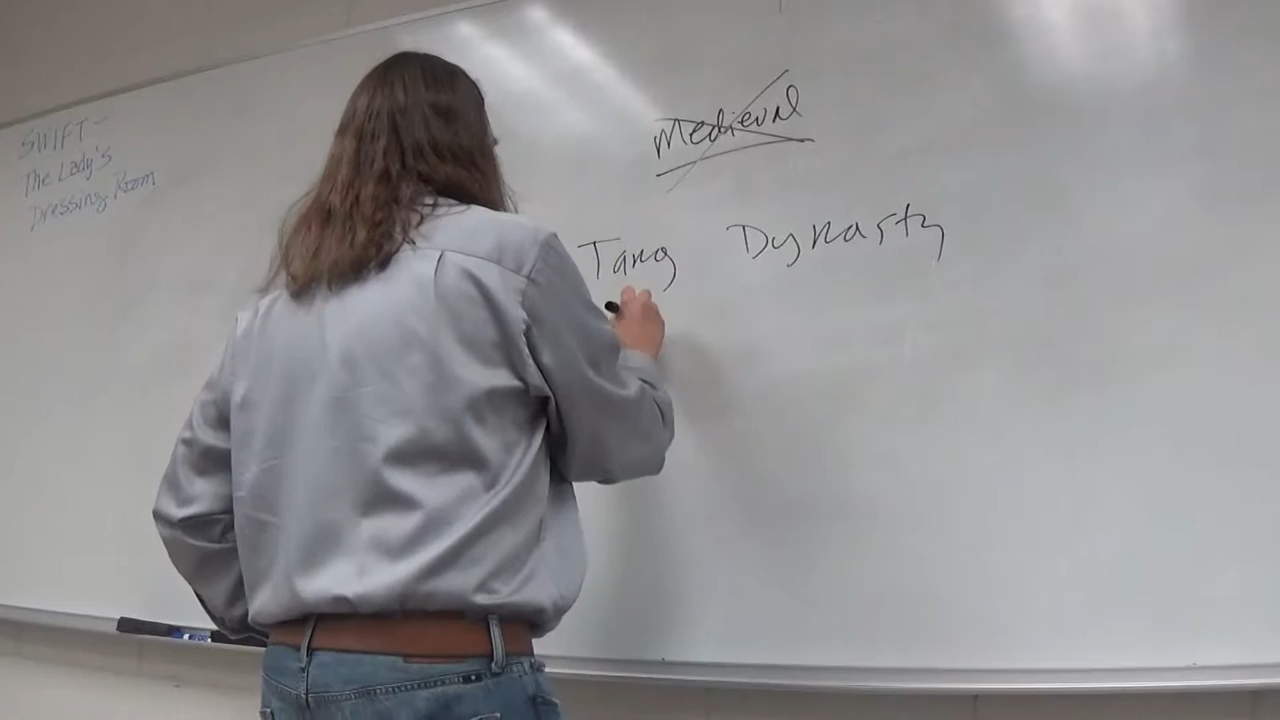 SWIFT -
The Lady's
Dressing Room
Medieval
Tang Dynasty